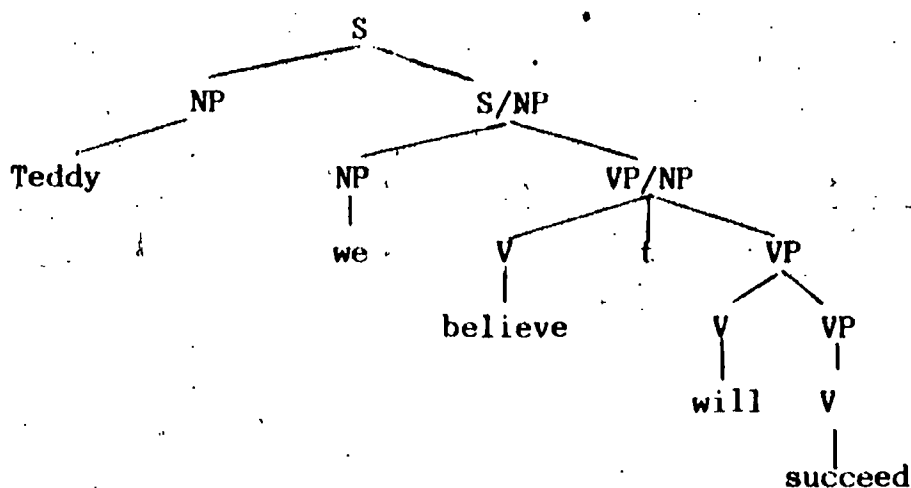 S
NP S/NP
Teddy NP VP/NP
we V t VP
believe V VP
will V
succeed